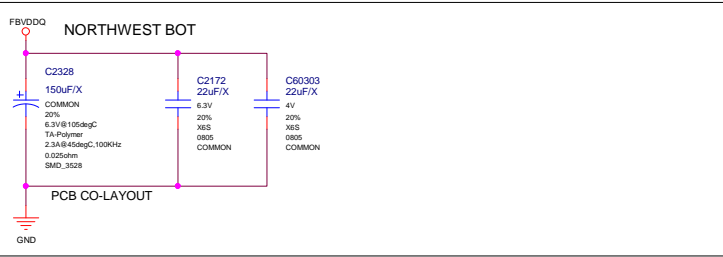 FBVDDQ
NORTHWEST BOT
C2328
150uF/X
+
COMMON
20%
6.3V@105degC
TA-Polymer
2.3A@45degC,100KHz
0.025ohm
SMD_3528
C2172
22uF/X
6.3V
20%
X6S
0805
COMMON
C60303
22uF/X
4V
20%
X6S
0805
COMMON
PCB CO-LAYOUT
GND